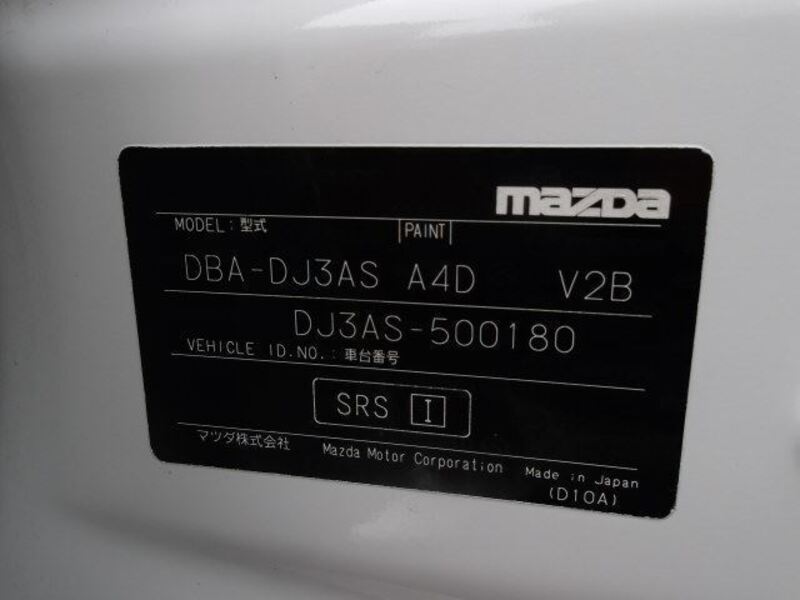 mazda
MODEL : 型式 PAINT
DBA-DJ3AS A4D V2B
DJ3AS-500180
VEHICLE ID.NO. : 車台番号
SRS I
マツダ株式会社 Mazda Motor Corporation Made in Japan
(D10A)